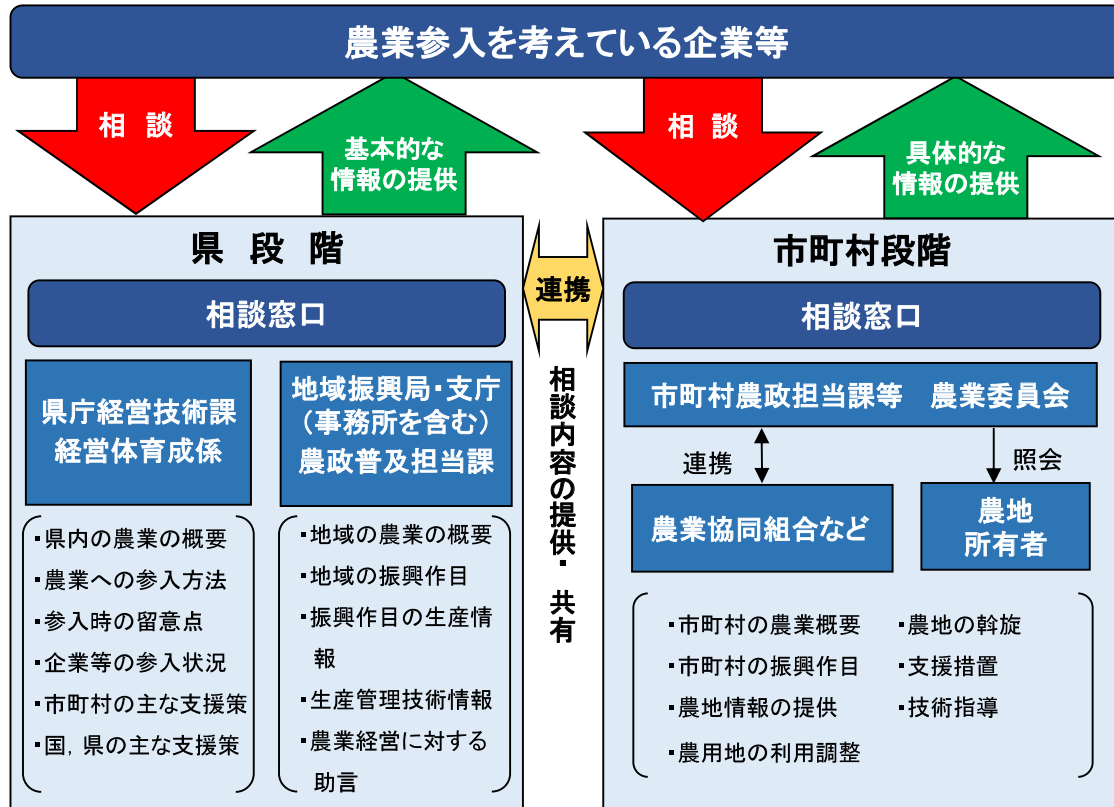 農業参入を考えている企業等
相 談
基本的な
情報の提供
相 談
具体的な
情報の提供
県 段 階
相談窓口
県庁経営技術課
経営体育成係
・県内の農業の概要
・農業への参入方法
・参入時の留意点
・企業等の参入状況
・市町村の主な支援策
・国，県の主な支援策
地域振興局・支庁
（事務所を含む）
農政普及担当課
・地域の農業の概要
・地域の振興作目
・振興作目の生産情
報
・生産管理技術情報
・農業経営に対する
助言
連携
相談内容の提供・ 共有
市町村段階
相談窓口
市町村農政担当課等 農業委員会
連携
照会
農業協同組合など
農地
所有者
・市町村の農業概要
・市町村の振興作目
・農地情報の提供
・農用地の利用調整
・農地の斡旋
・支援措置
・技術指導